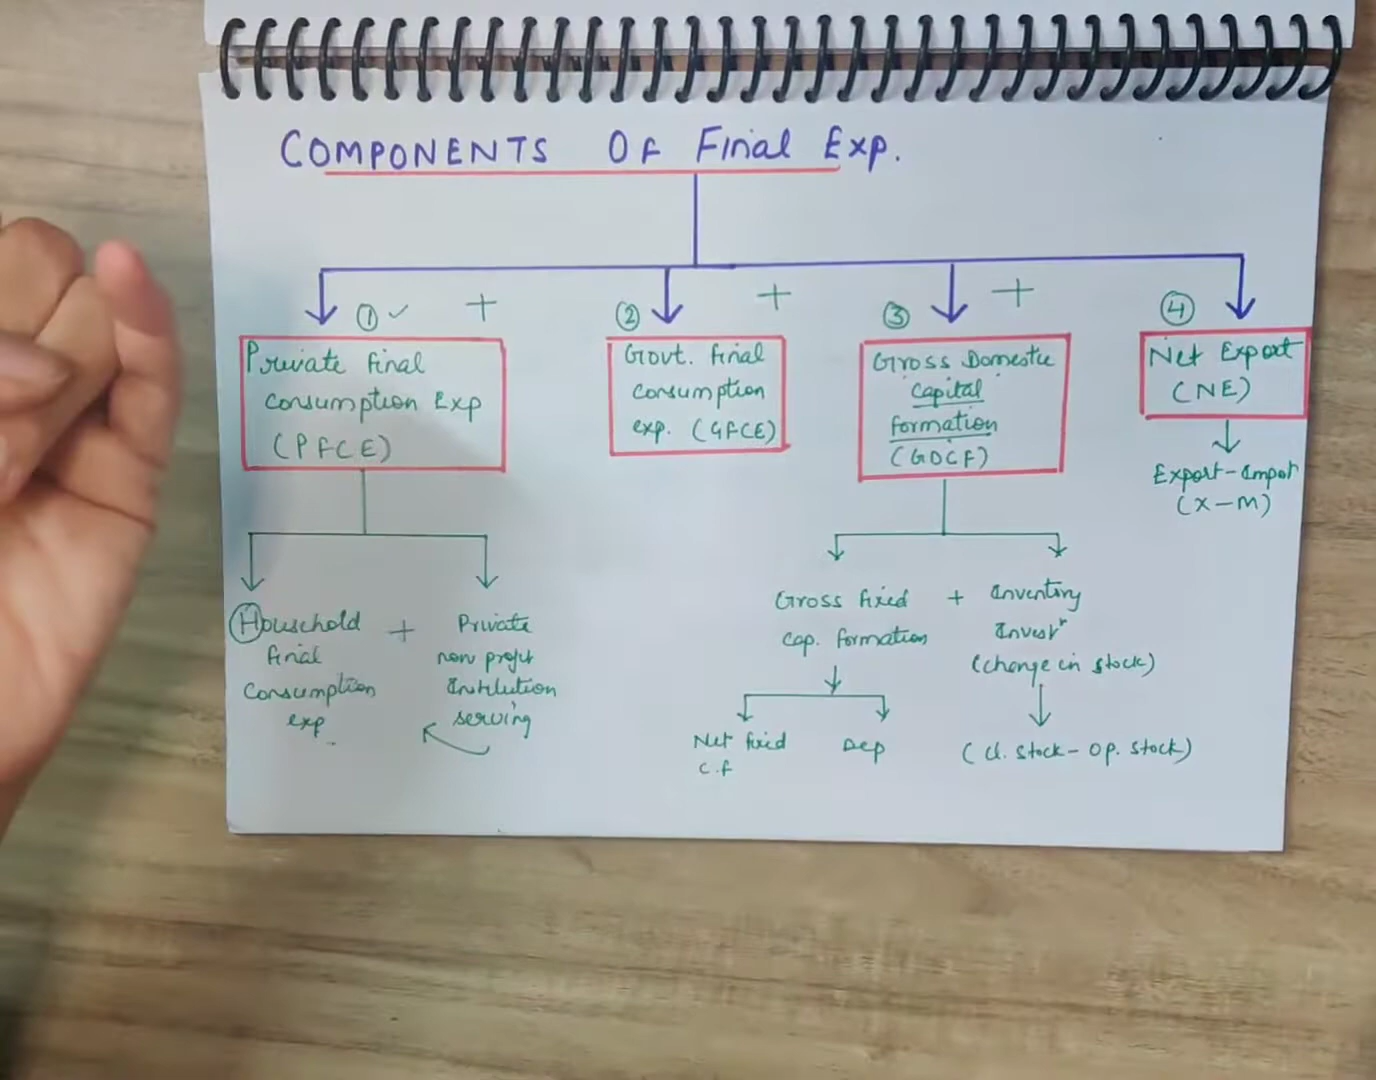 COMPONENTS OF Final Exp.
① ✓ +
Private final
consumption Exp
(PFCE)
② +
Govt. final
consumption
exp. (GFCE)
③ +
Gross Domestic
Capital
formation
(GDCF)
④
Net Export
(NE)
Export-Import
(X-M)
Household
final
Consumption
exp.
+
Private
non profit
Institution
serving
Gross fixed
cap. formation
+
Inventory
Invest^n
(change in stock)
Net fixed
C.F
Dep
(Cl. stock - Op. stock)